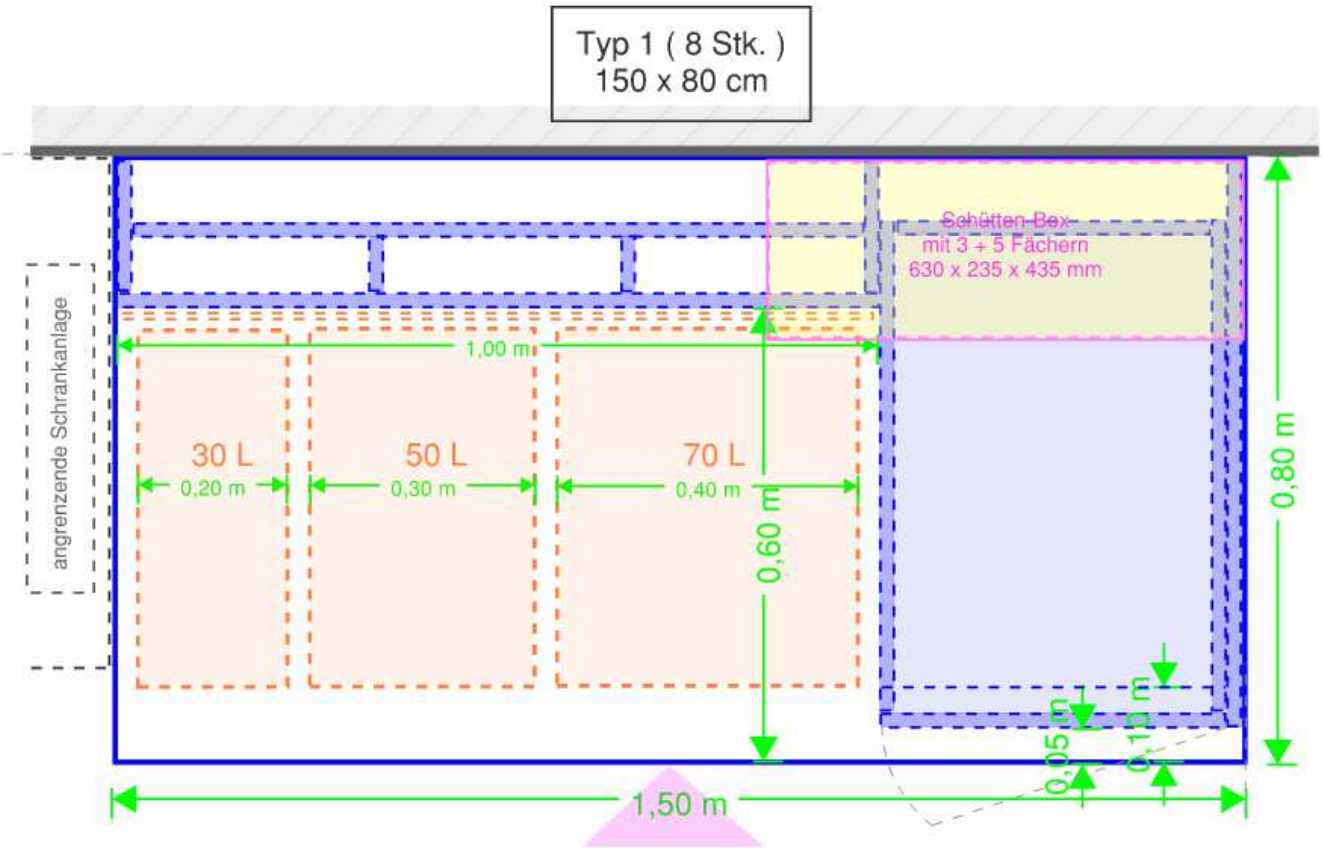 Typ 1 ( 8 Stk. )
150 x 80 cm
Schütten-Box
mit 3 + 5 Fächern
630 x 235 x 435 mm
angrenzende Schrankanlage
1,00 m
30 L
0,20 m
50 L
0,30 m
70 L
0,40 m
0,60 m
0,80 m
0,05 m
0,10 m
1,50 m